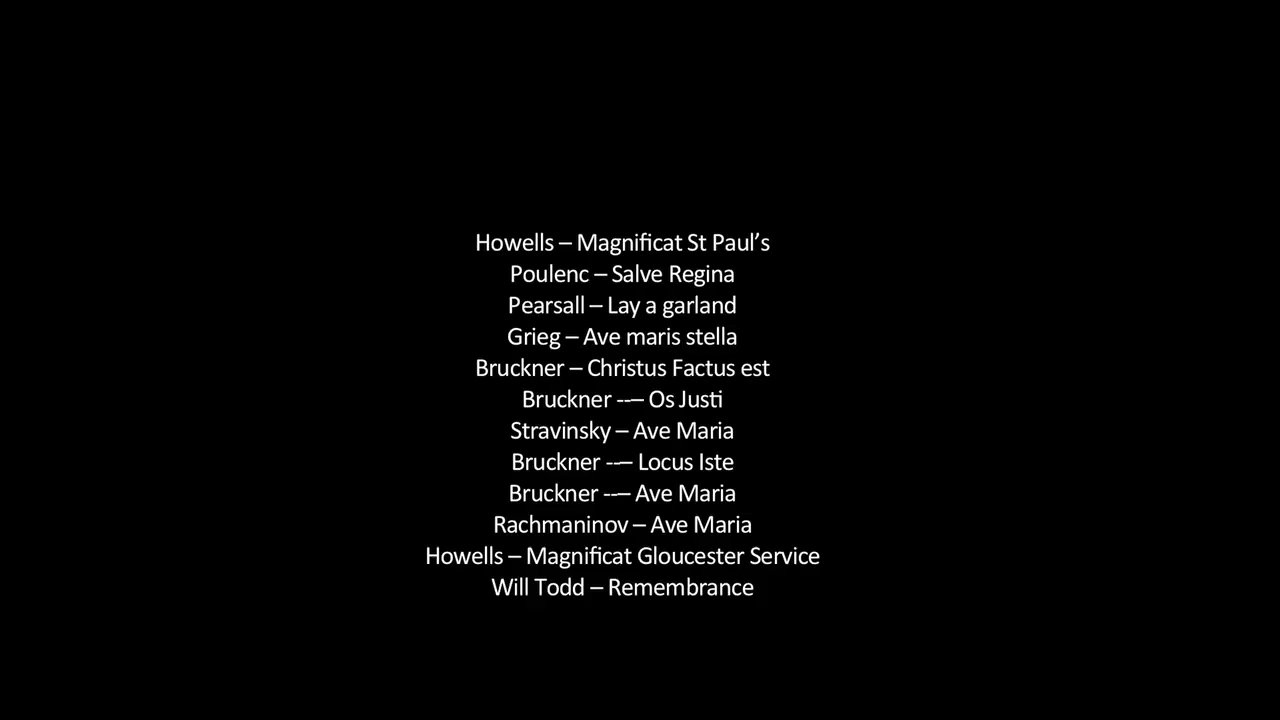 Howells – Magnificat St Paul’s
Poulenc – Salve Regina
Pearsall – Lay a garland
Grieg – Ave maris stella
Bruckner – Christus Factus est
Bruckner --– Os Justi
Stravinsky – Ave Maria
Bruckner --– Locus Iste
Bruckner --– Ave Maria
Rachmaninov – Ave Maria
Howells – Magnificat Gloucester Service
Will Todd – Remembrance